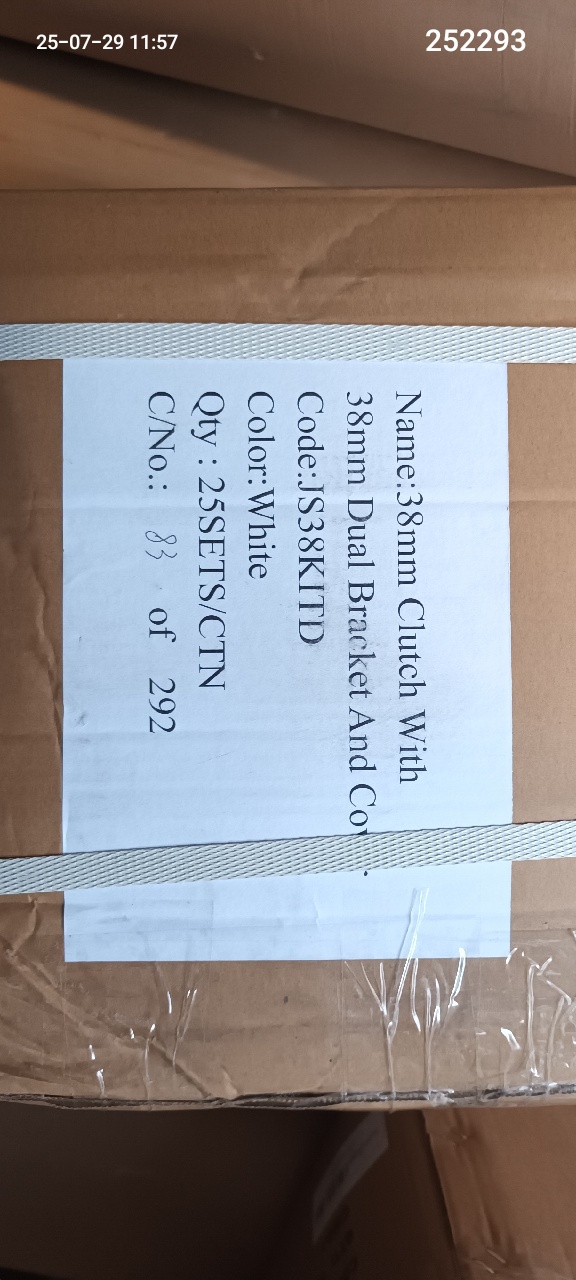 25-07-29 11:57
252293
Name:38mm Clutch With
38mm Dual Bracket And
Code:JS38KITD
Color:White
Qty : 25SETS/CTN
C/No.: 83 of 292